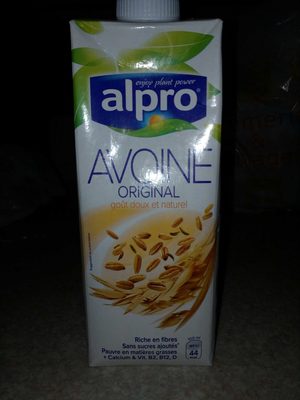 enjoy plant power
alpro
AVOINE
ORIGINAL
goût doux et naturel
Riche en fibres
Sans sucres ajoutés
Pauvre en matières grasses
+ Calcium & Vit. B2, B12, D
44